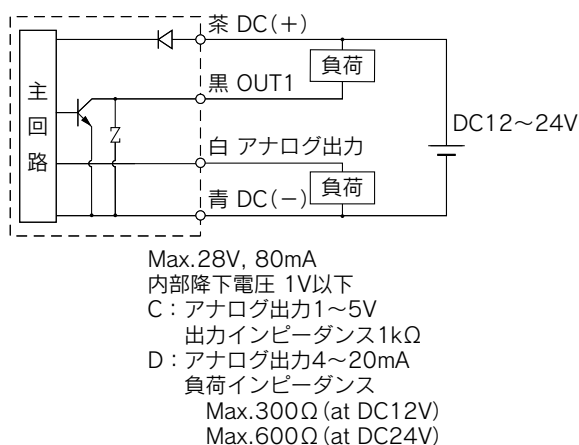 茶 DC(+)
負荷
黒 OUT1
主回路
DC12～24V
白 アナログ出力
負荷
青 DC(−)
Max.28V, 80mA
内部降下電圧 1V以下
C：アナログ出力1～5V
出力インピーダンス1kΩ
D：アナログ出力4～20mA
負荷インピーダンス
Max.300Ω (at DC12V)
Max.600Ω (at DC24V)